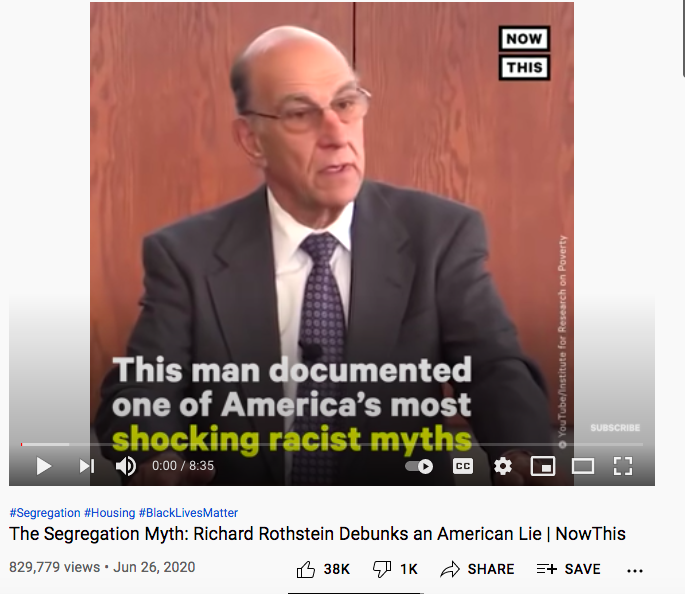 NOW
THIS
© YouTube/Institute for Research on Poverty
This man documented
one of America's most
shocking racist myths
SUBSCRIBE
0:00 / 8:35
CC
#Segregation #Housing #BlackLivesMatter
The Segregation Myth: Richard Rothstein Debunks an American Lie | NowThis
829,779 views • Jun 26, 2020
38K
1K
SHARE
SAVE